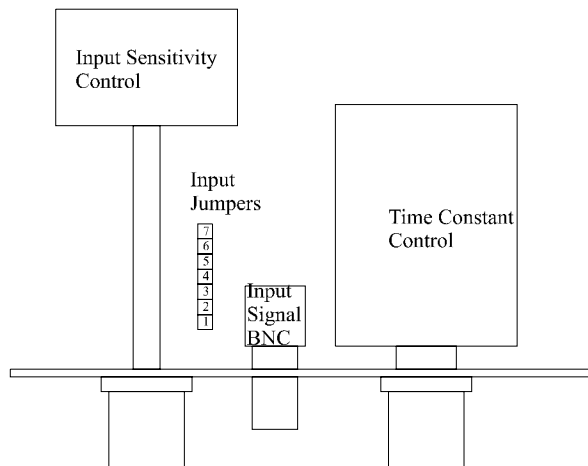 Input Sensitivity
Control
Input
Jumpers
7
6
5
4
3
2
1
Input
Signal
BNC
Time Constant
Control